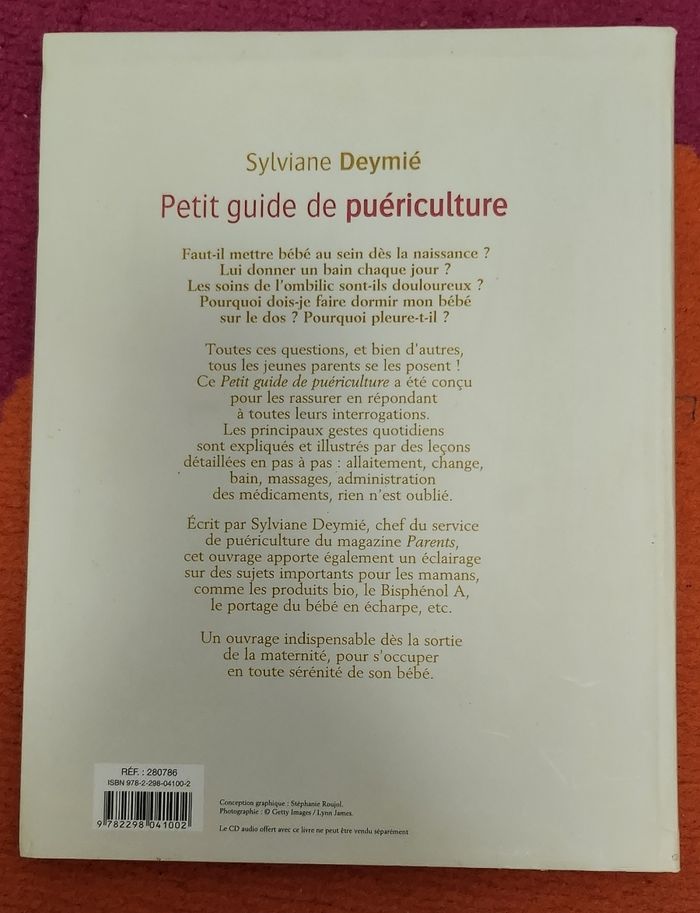 Sylviane Deymié
Petit guide de puériculture
Faut-il mettre bébé au sein dès la naissance ?
Lui donner un bain chaque jour ?
Les soins de l'ombilic sont-ils douloureux ?
Pourquoi dois-je faire dormir mon bébé
sur le dos ? Pourquoi pleure-t-il ?
Toutes ces questions, et bien d'autres,
tous les jeunes parents se les posent !
Ce Petit guide de puériculture a été conçu
pour les rassurer en répondant
à toutes leurs interrogations.
Les principaux gestes quotidiens
sont expliqués et illustrés par des leçons
détaillées en pas à pas : allaitement, change,
bain, massages, administration
des médicaments, rien n'est oublié.
Écrit par Sylviane Deymié, chef du service
de puériculture du magazine Parents,
cet ouvrage apporte également un éclairage
sur des sujets importants pour les mamans,
comme les produits bio, le Bisphénol A,
le portage du bébé en écharpe, etc.
Un ouvrage indispensable dès la sortie
de la maternité, pour s'occuper
en toute sérénité de son bébé.
RÉF. : 280786
ISBN 978-2-298-04100-2
9 782298 041002
Conception graphique : Stéphanie Roujol.
Photographie : © Getty Images / Lynn James.
Le CD audio offert avec ce livre ne peut être vendu séparément